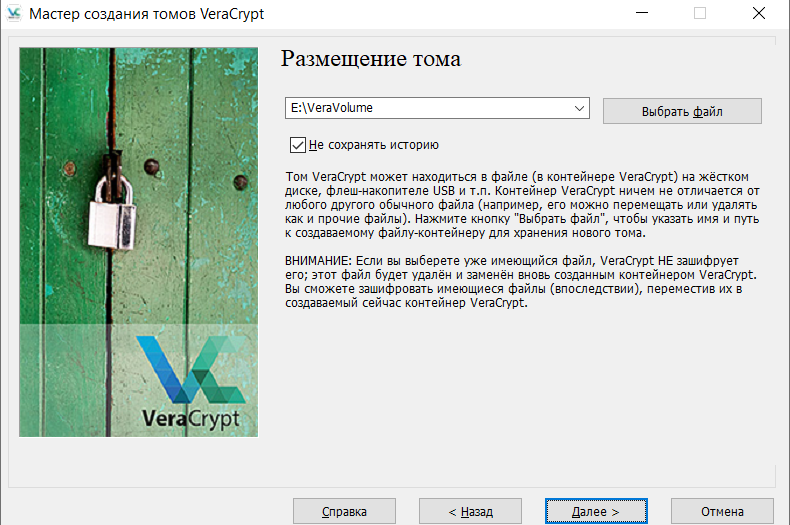 Мастер создания томов VeraCrypt
Размещение тома
E:\VeraVolume
Выбрать файл
Не сохранять историю
Том VeraCrypt может находиться в файле (в контейнере VeraCrypt) на жёстком
диске, флеш-накопителе USB и т.п. Контейнер VeraCrypt ничем не отличается от
любого другого обычного файла (например, его можно перемещать или удалять
как и прочие файлы). Нажмите кнопку "Выбрать файл", чтобы указать имя и путь
к создаваемому файлу-контейнеру для хранения нового тома.
ВНИМАНИЕ: Если вы выберете уже имеющийся файл, VeraCrypt НЕ зашифрует
его; этот файл будет удалён и заменён вновь созданным контейнером VeraCrypt.
Вы сможете зашифровать имеющиеся файлы (впоследствии), переместив их в
создаваемый сейчас контейнер VeraCrypt.
VeraCrypt
Справка
< Назад
Далее >
Отмена